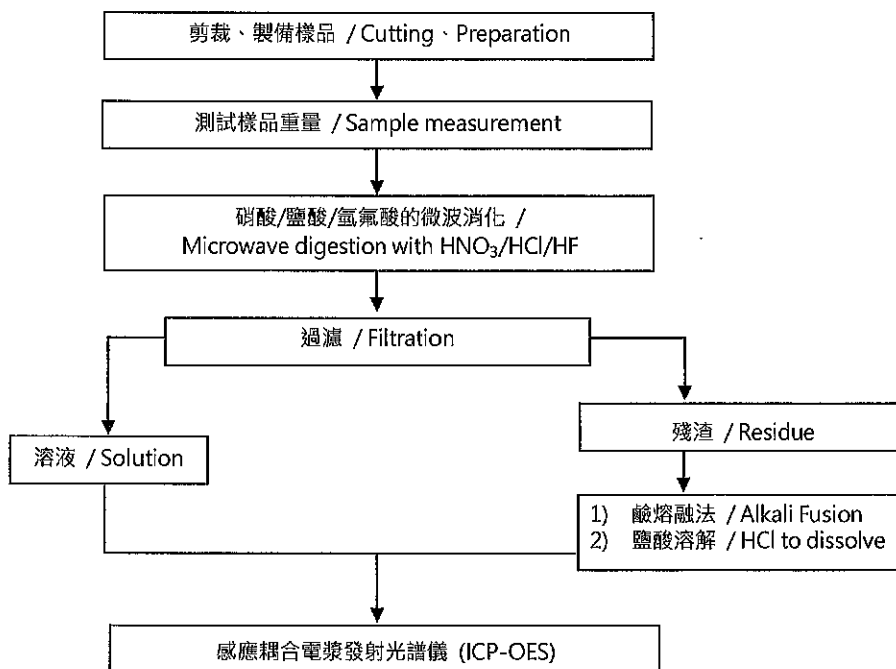 剪裁、製備樣品 / Cutting、Preparation
測試樣品重量 / Sample measurement
硝酸/鹽酸/氫氟酸的微波消化 /
Microwave digestion with HNO₃/HCl/HF
過濾 / Filtration
溶液 / Solution
殘渣 / Residue
1) 鹼熔融法 / Alkali Fusion
2) 鹽酸溶解 / HCl to dissolve
感應耦合電漿發射光譜儀 (ICP-OES)